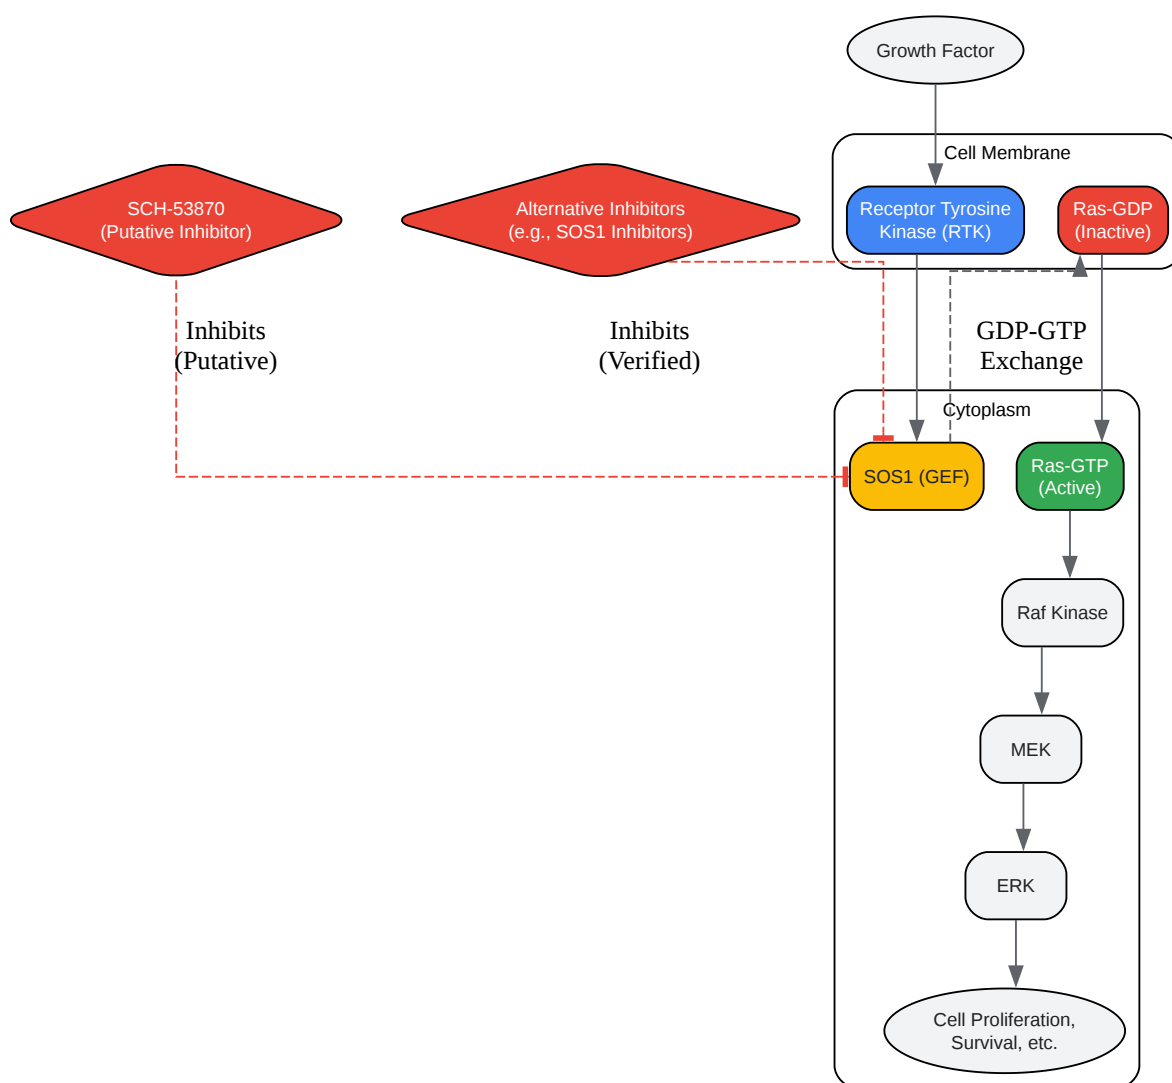 Growth Factor
Cell Membrane
SCH-53870
(Putative Inhibitor)
Alternative Inhibitors
(e.g., SOS1 Inhibitors)
Receptor Tyrosine
Kinase (RTK)
Ras-GDP
(Inactive)
Inhibits
(Putative)
Inhibits
(Verified)
GDP-GTP
Exchange
Cytoplasm
SOS1 (GEF)
Ras-GTP
(Active)
Raf Kinase
MEK
ERK
Cell Proliferation,
Survival, etc.